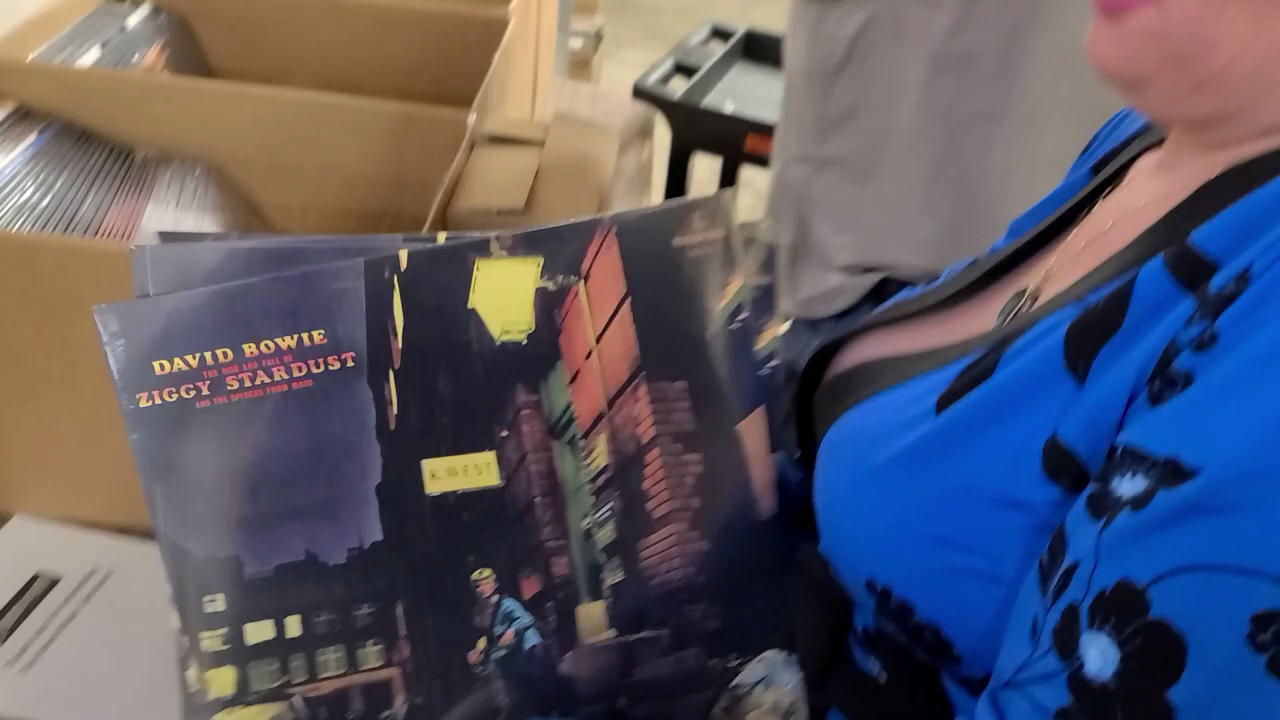 DAVID BOWIE
THE RISE AND FALL OF
ZIGGY STARDUST
AND THE SPIDERS FROM MARS
K.WEST